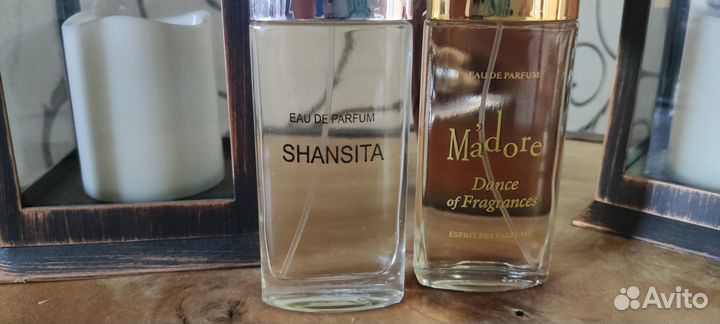 EAU DE PARFUM
SHANSITA
EAU DE PARFUM
M'adore
Dance
of Fragrances
ESPRIT DES PARFUMS
Avito